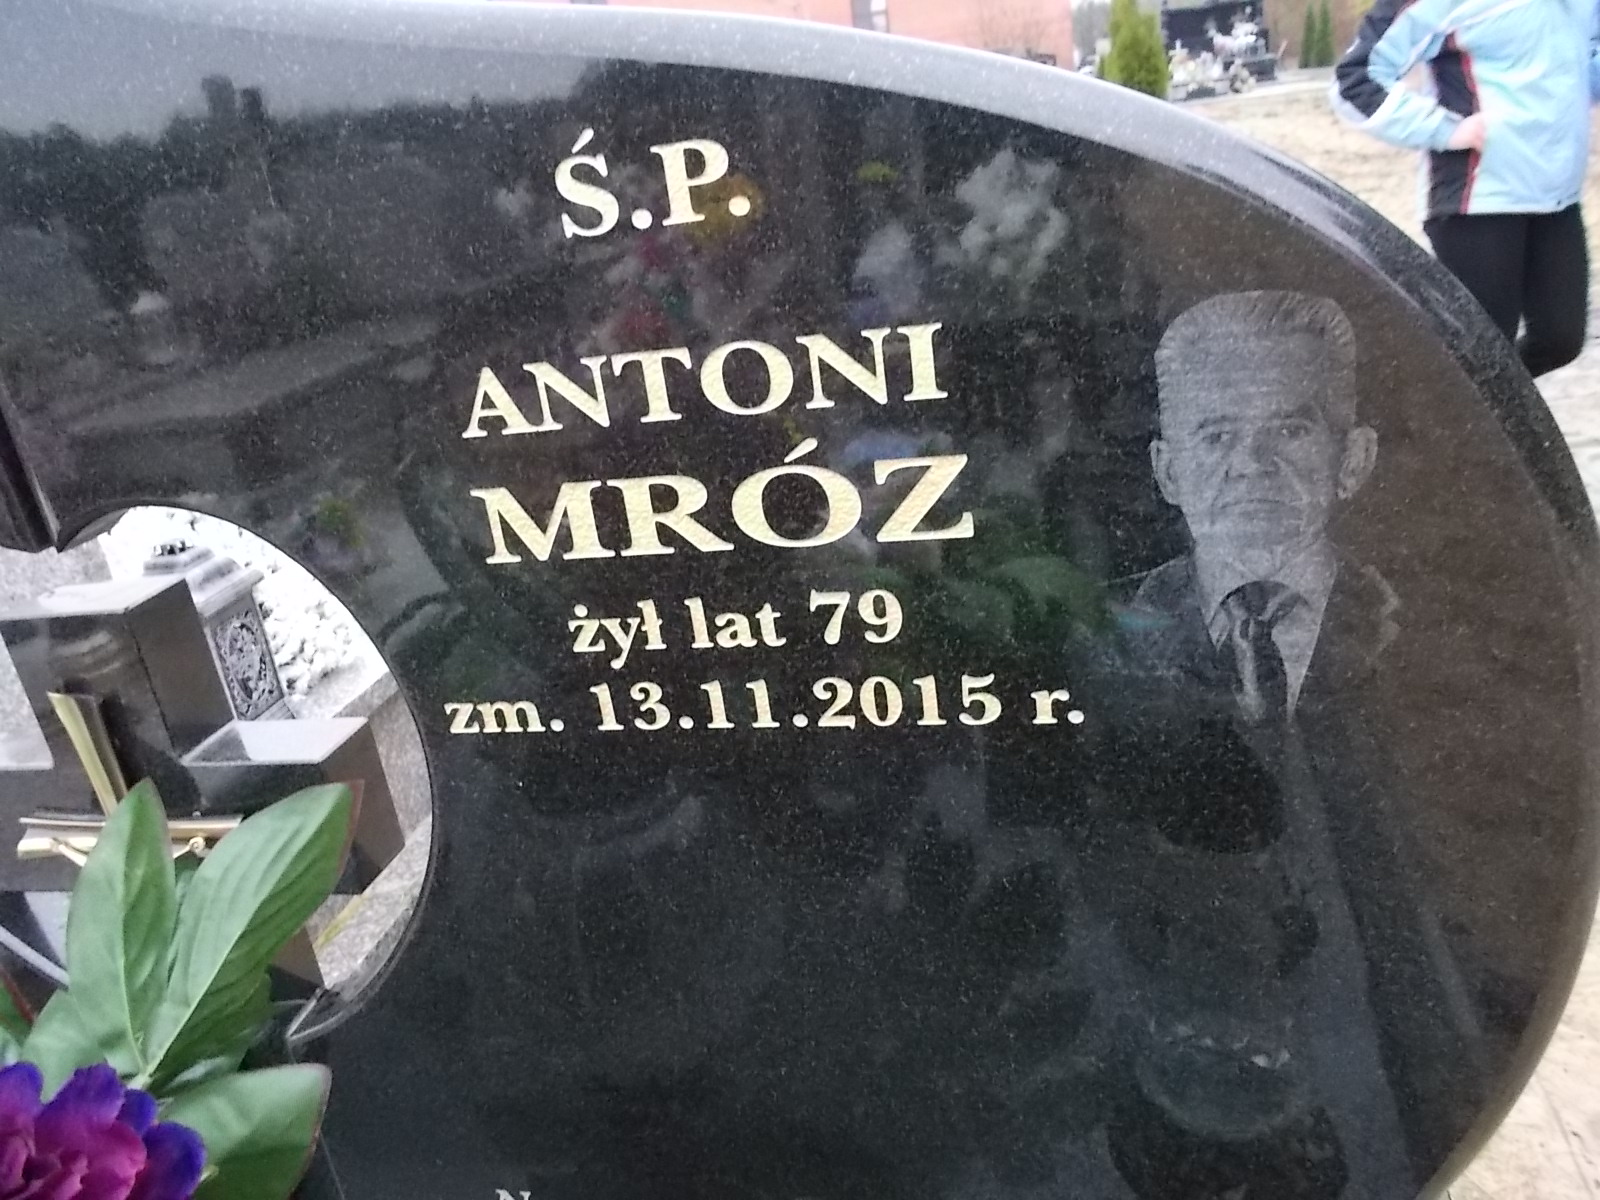 Ś.P.
ANTONI
MRÓZ
żył lat 79
zm. 13.11.2015 r.